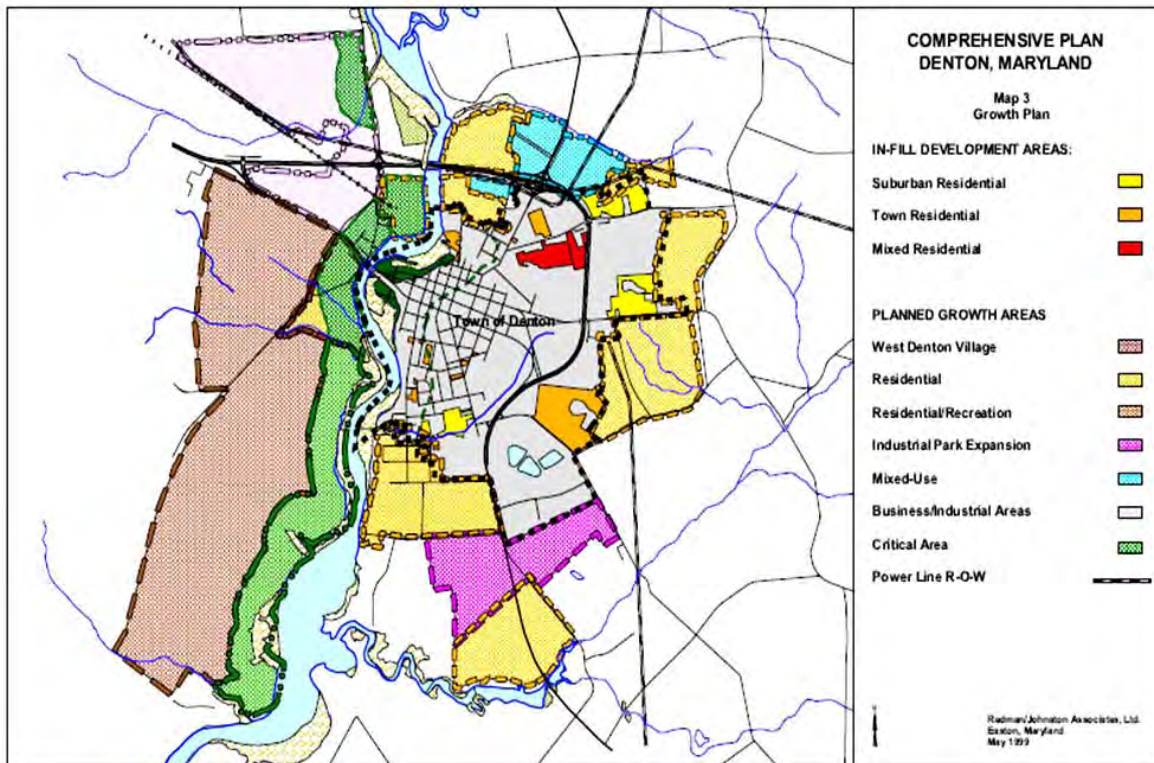 COMPREHENSIVE PLAN
DENTON, MARYLAND
Map 3
Growth Plan
IN-FILL DEVELOPMENT AREAS:
Suburban Residential
Town Residential
Mixed Residential
PLANNED GROWTH AREAS
West Denton Village
Residential
Residential/Recreation
Industrial Park Expansion
Mixed-Use
Business/Industrial Areas
Critical Area
Power Line R-O-W
Town of Denton
Redman/Johnston Associates, Ltd.
Easton, Maryland
May 1999